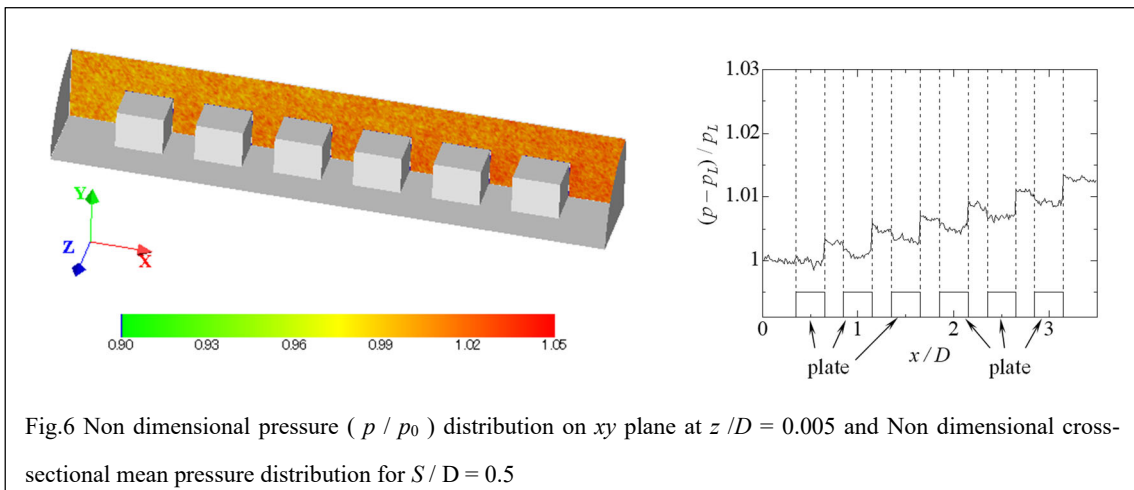 Y
Z
X
0.90 0.93 0.96 0.99 1.02 1.05
1.03
1.02
1.01
1
(p − pL) / pL
0 1 2 3
x / D
plate plate
Fig.6 Non dimensional pressure ( p / p0 ) distribution on xy plane at z /D = 0.005 and Non dimensional cross-
sectional mean pressure distribution for S / D = 0.5